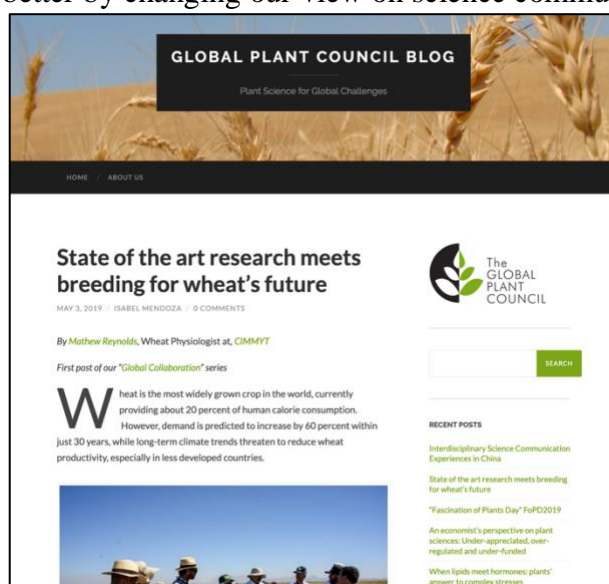 better by changing our view on science commu
GLOBAL PLANT COUNCIL BLOG
Plant Science for Global Challenges
HOME / ABOUT US
State of the art research meets
breeding for wheat's future
MAY 3, 2019 / ISABEL MENDOZA / 0 COMMENTS
By Mathew Reynolds, Wheat Physiologist at, CIMMYT
First post of our "Global Collaboration" series
Wheat is the most widely grown crop in the world, currently
providing about 20 percent of human calorie consumption.
However, demand is predicted to increase by 60 percent within
just 30 years, while long-term climate trends threaten to reduce wheat
productivity, especially in less developed countries.
The
GLOBAL
PLANT
COUNCIL
SEARCH
RECENT POSTS
Interdisciplinary Science Communication
Experiences in China
State of the art research meets breeding
for wheat's future
"Fascination of Plants Day" FoPD2019
An economist's perspective on plant
sciences: Under-appreciated, over-
regulated and under-funded
When lipids meet hormones: plants'
answer to complex stresses